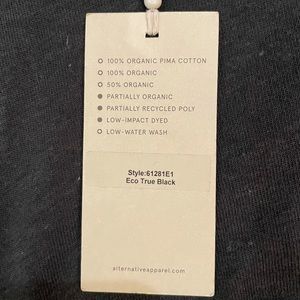 100% ORGANIC PIMA COTTON
100% ORGANIC
50% ORGANIC
PARTIALLY ORGANIC
PARTIALLY RECYCLED POLY
LOW-IMPACT DYED
LOW-WATER WASH
Style:61281E1
Eco True Black
alternativeapparel.com